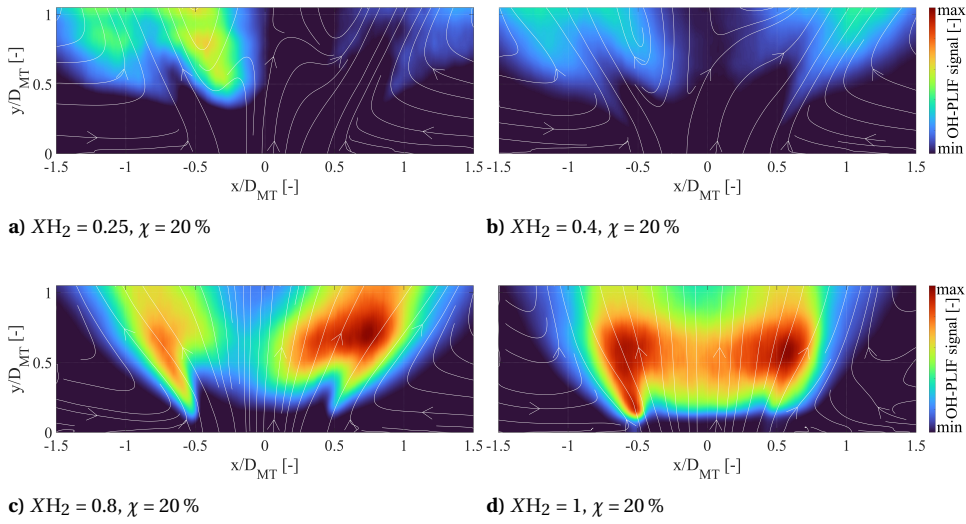 1
0.5
0
y/D_MT [-]
-1.5 -1 -0.5 0 0.5 1 1.5
x/D_MT [-]
-1.5 -1 -0.5 0 0.5 1 1.5
x/D_MT [-]
max
OH-PLIF signal [-]
min
a) XH₂ = 0.25, χ = 20 %
b) XH₂ = 0.4, χ = 20 %
1
0.5
0
y/D_MT [-]
-1.5 -1 -0.5 0 0.5 1 1.5
x/D_MT [-]
-1.5 -1 -0.5 0 0.5 1 1.5
x/D_MT [-]
max
OH-PLIF signal [-]
min
c) XH₂ = 0.8, χ = 20 %
d) XH₂ = 1, χ = 20 %